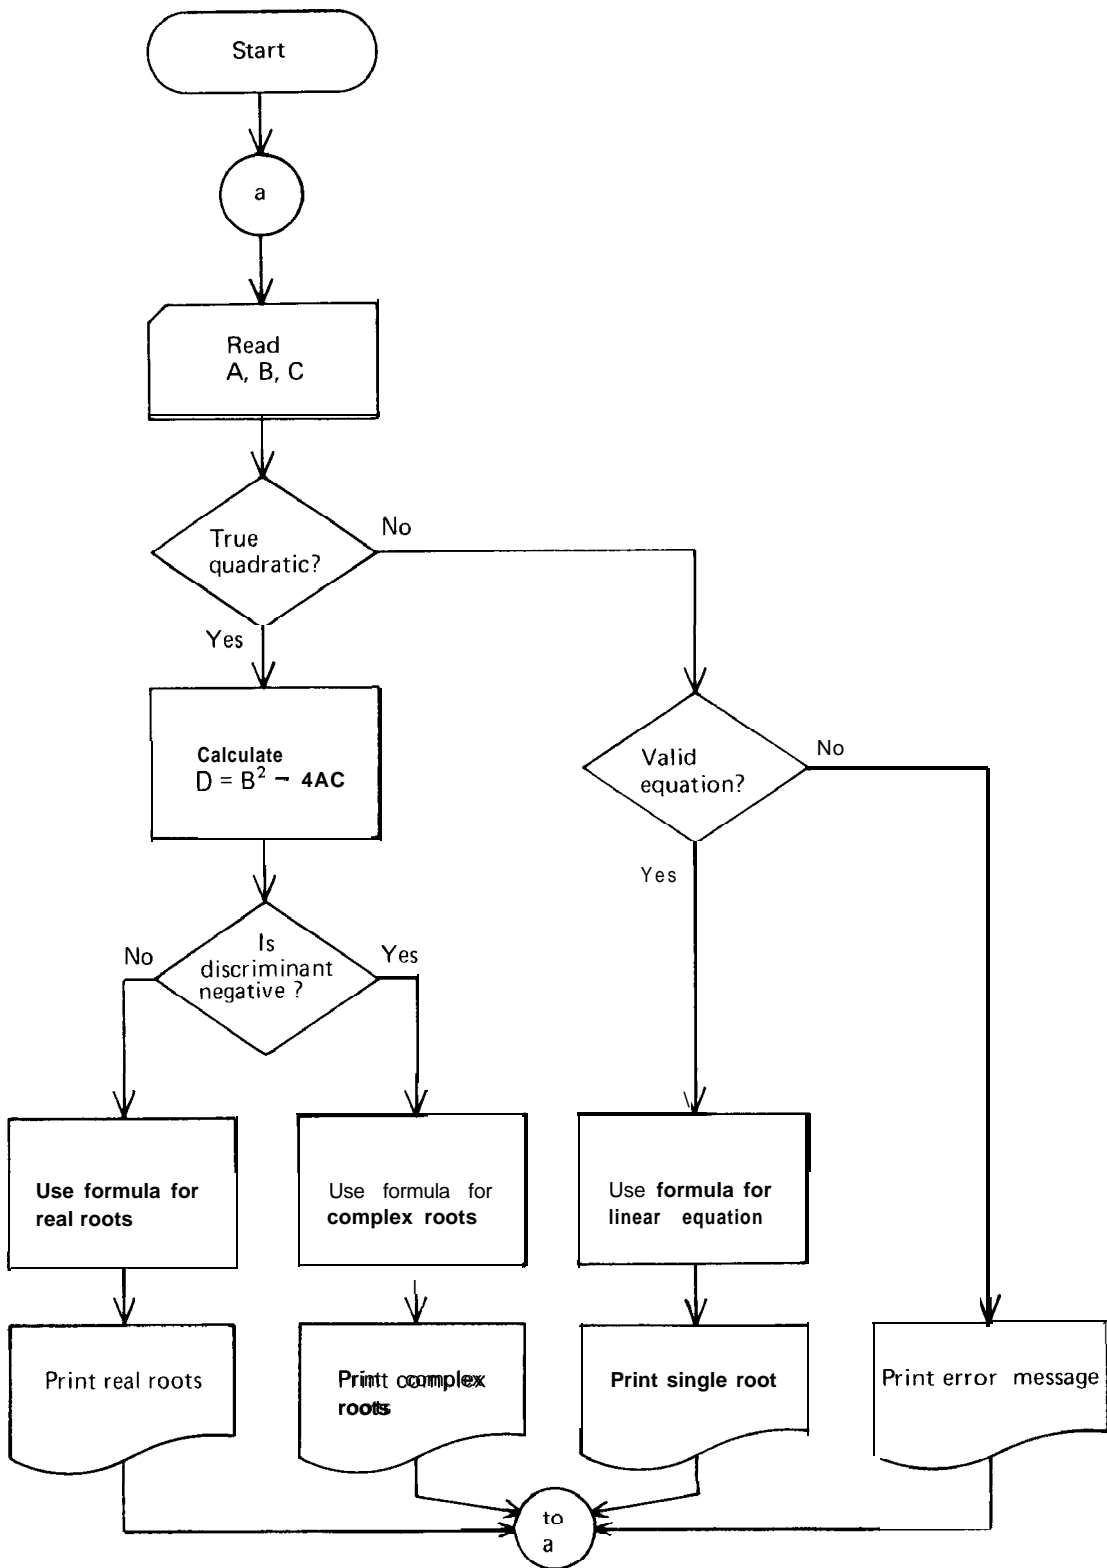 Start
a
Read
A, B, C
True
quadratic?
No
Yes
Calculate
D = B² − 4AC
Valid
equation?
No
Yes
Is
discriminant
negative?
No
Yes
Use formula for
real roots
Use formula for
complex roots
Use formula for
linear equation
Print real roots
Print complex
roots
Print single root
Print error message
to
a